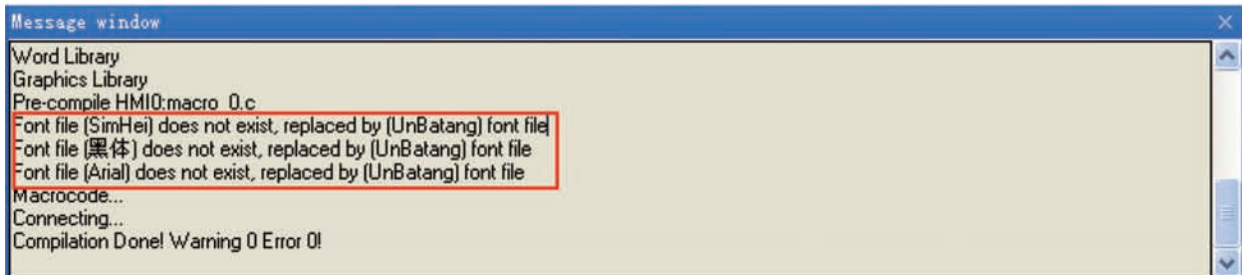 Message window
Word Library
Graphics Library
Pre-compile HMI0:macro_0.c
Font file (SimHei) does not exist, replaced by (UnBatang) font file
Font file (黑体) does not exist, replaced by (UnBatang) font file
Font file (Arial) does not exist, replaced by (UnBatang) font file
Macrocode...
Connecting...
Compilation Done! Warning 0 Error 0!